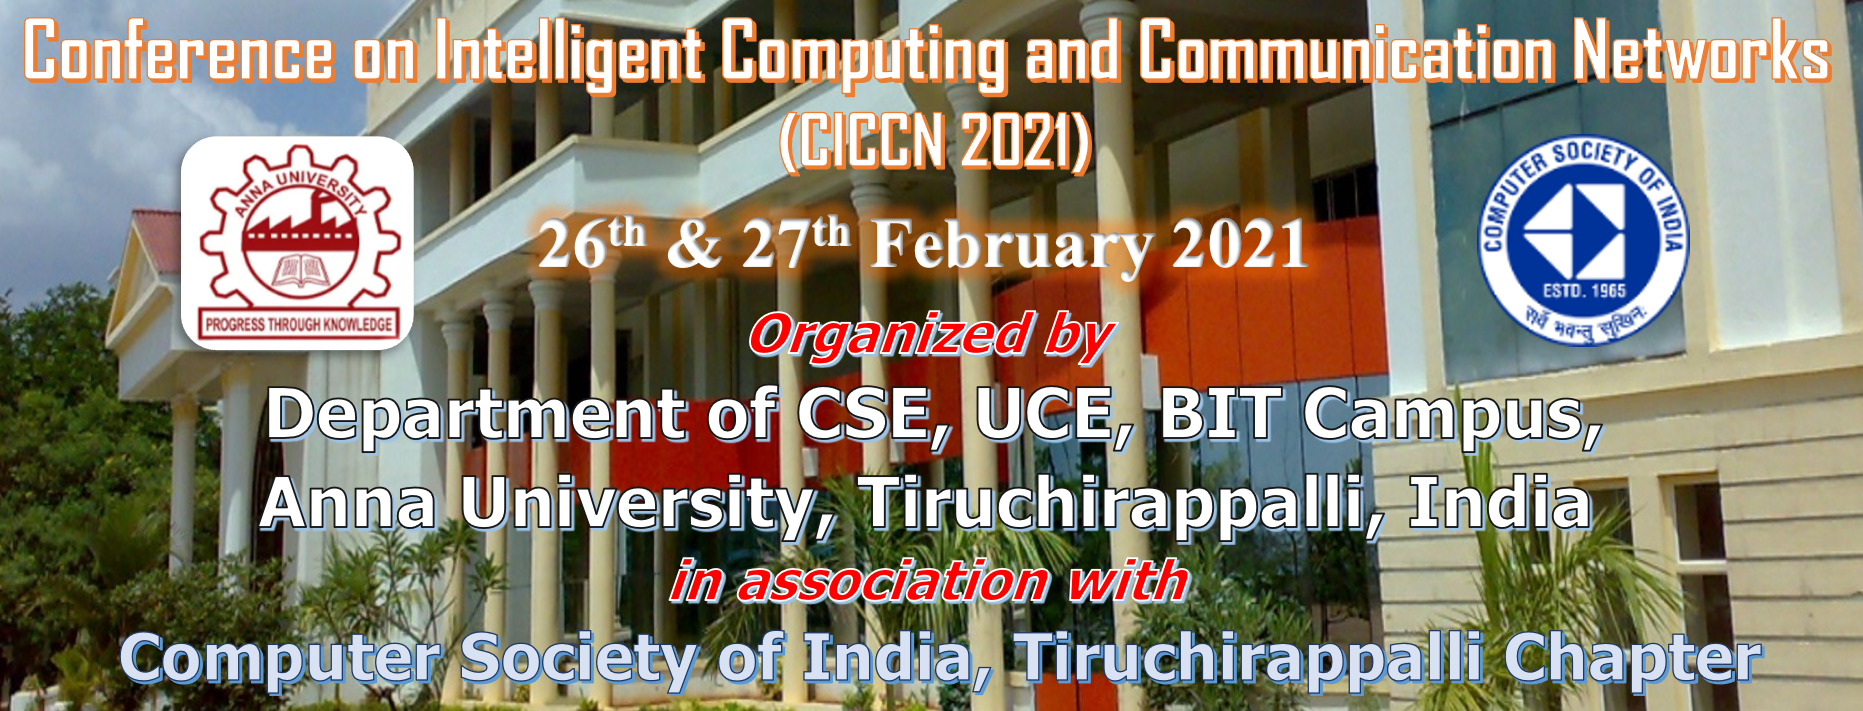 Conference on Intelligent Computing and Communication Networks
(CICCN 2021)
ANNA UNIVERSITY
PROGRESS THROUGH KNOWLEDGE
COMPUTER SOCIETY OF INDIA
ESTD. 1965
सर्वे भवन्तु सुखिनः
26th & 27th February 2021
Organized by
Department of CSE, UCE, BIT Campus,
Anna University, Tiruchirappalli, India
in association with
Computer Society of India, Tiruchirappalli Chapter